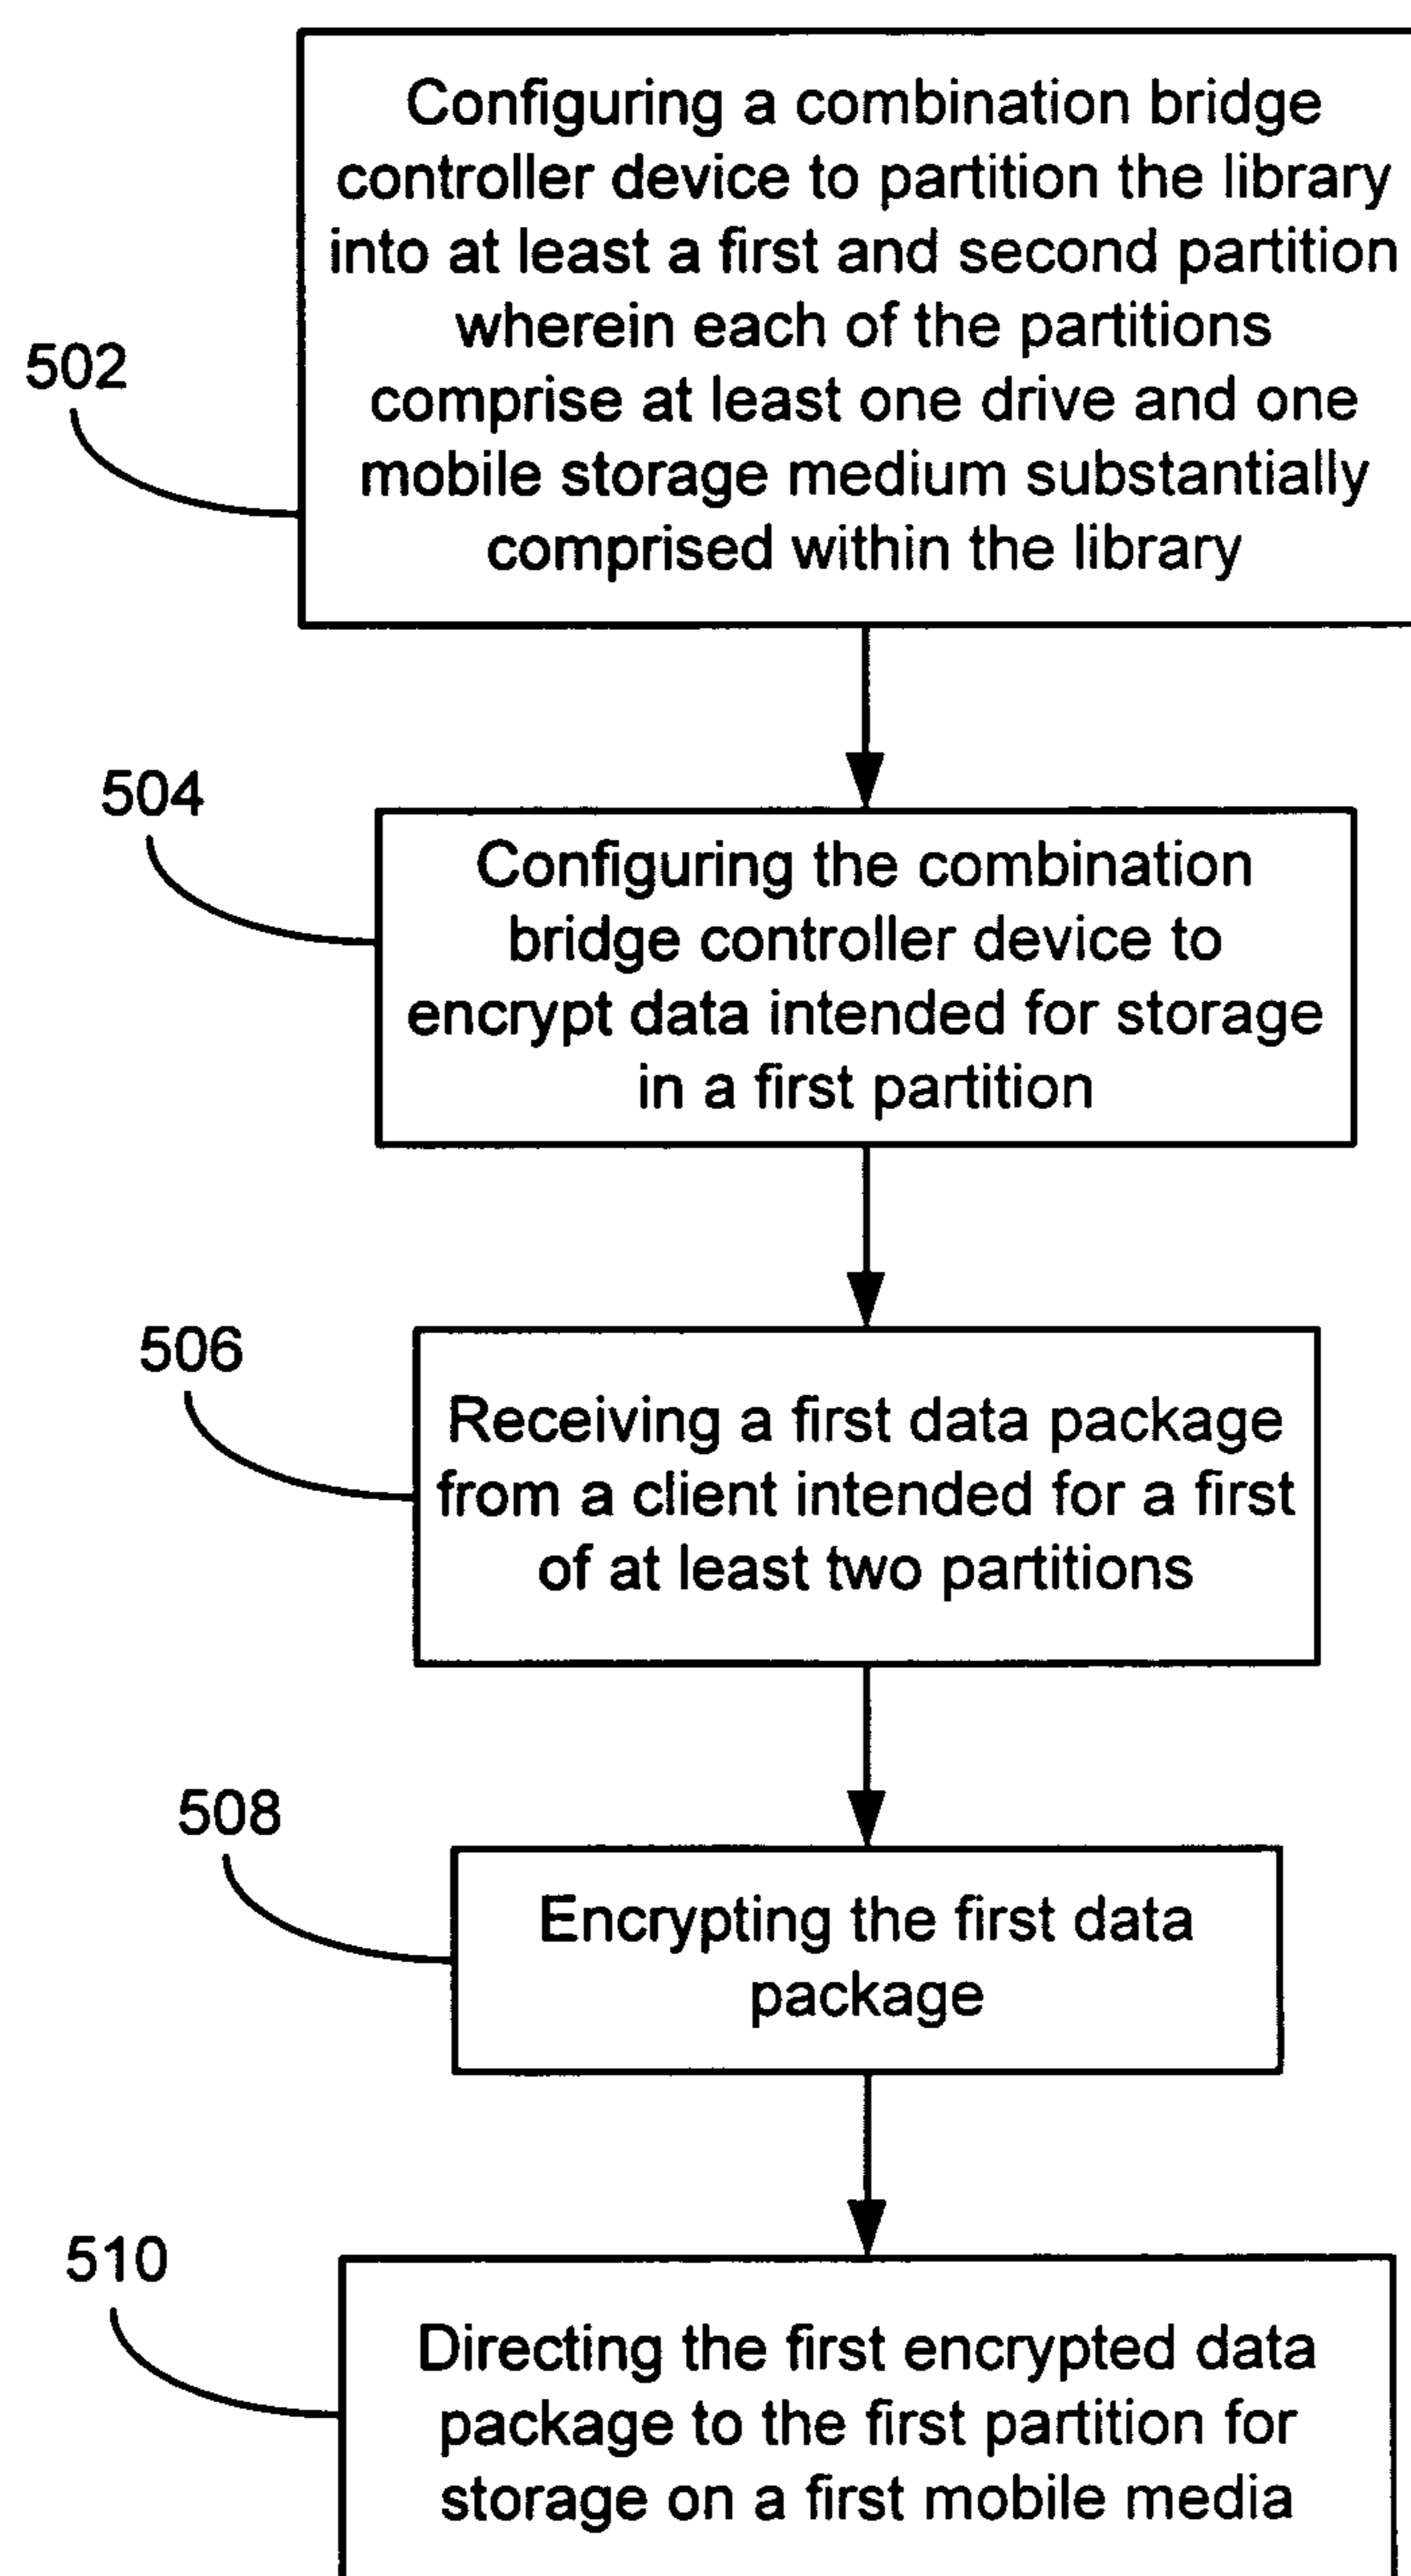 Configuring a combination bridge
controller device to partition the library
into at least a first and second partition
wherein each of the partitions
comprise at least one drive and one
mobile storage medium substantially
comprised within the library
502
504
Configuring the combination
bridge controller device to
encrypt data intended for storage
in a first partition
506
Receiving a first data package
from a client intended for a first
of at least two partitions
508
Encrypting the first data
package
510
Directing the first encrypted data
package to the first partition for
storage on a first mobile media